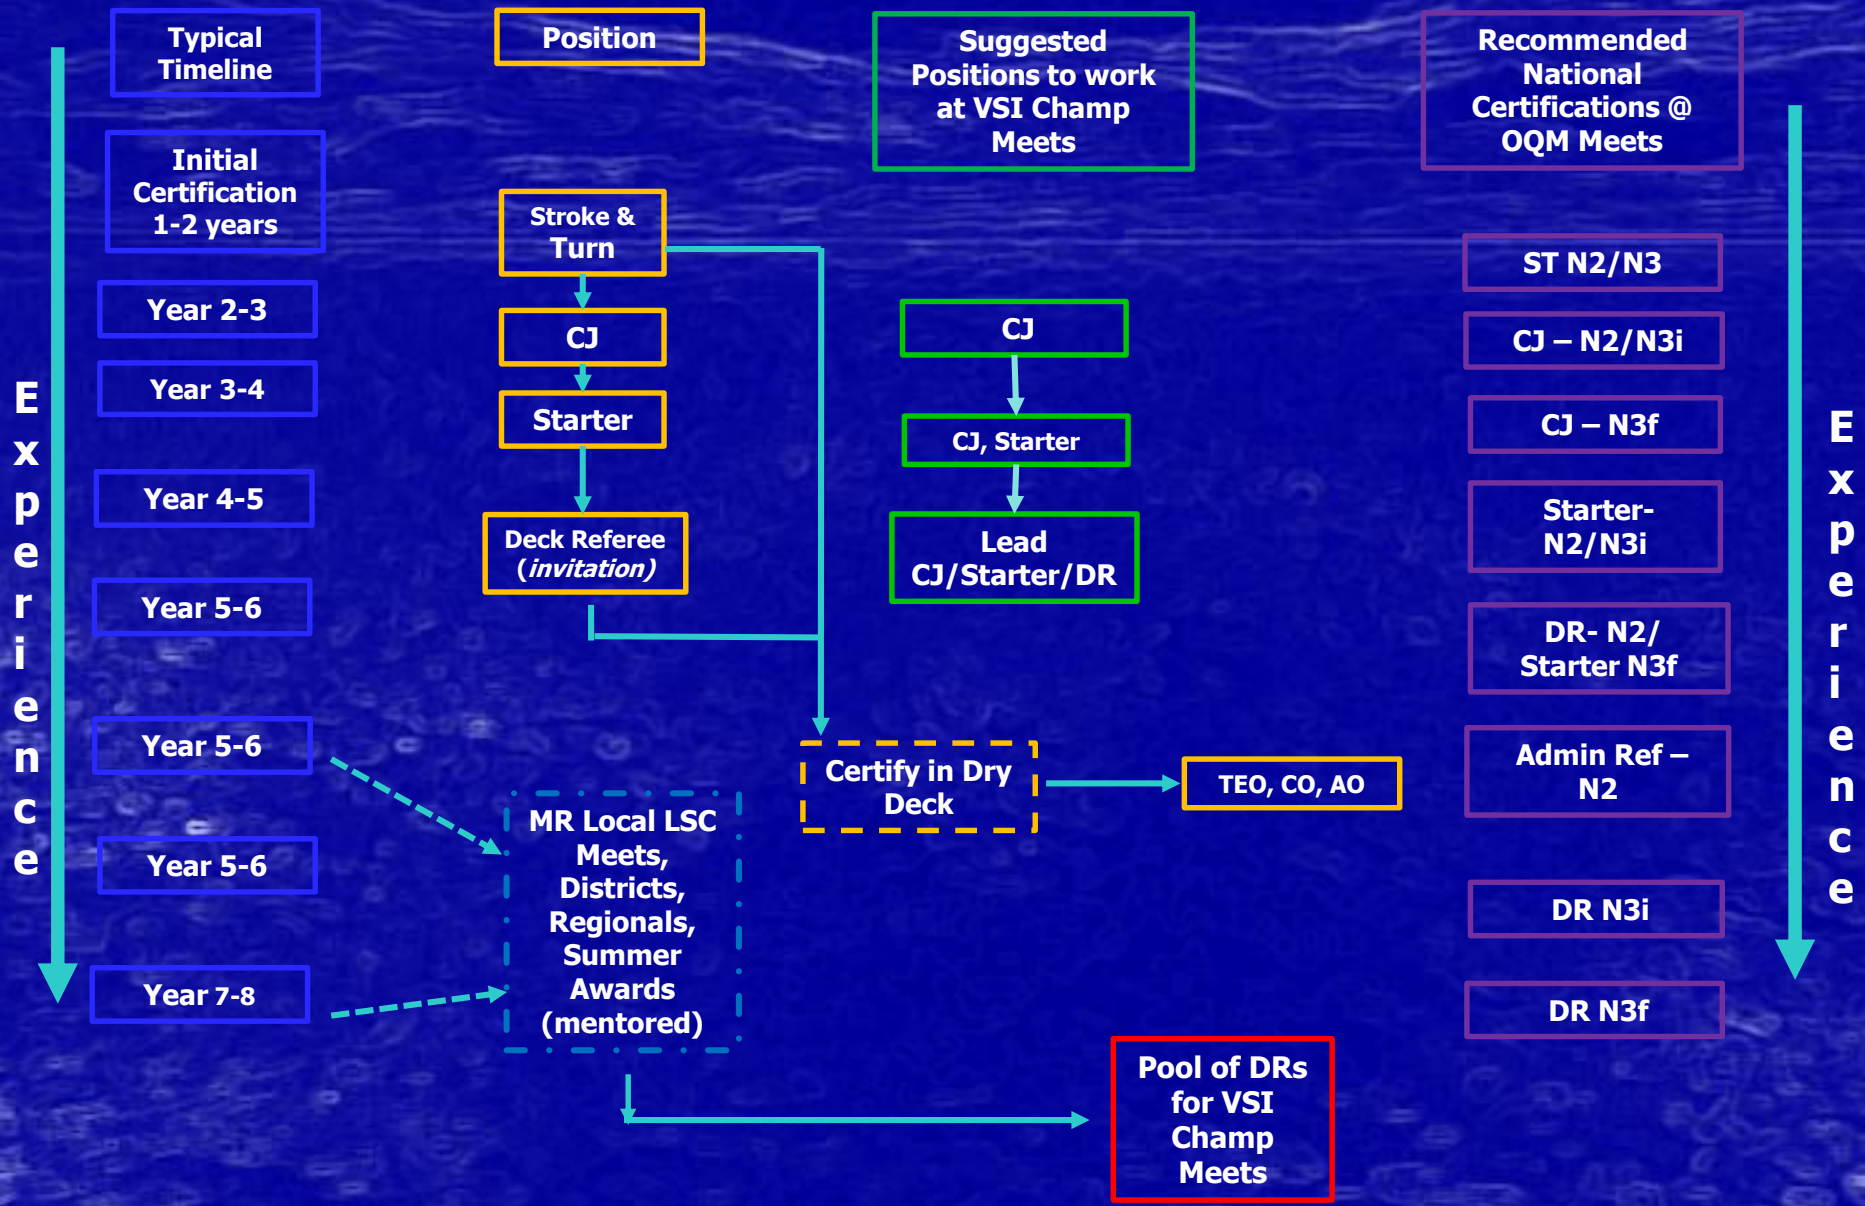 Typical
Timeline
Initial
Certification
1-2 years
Year 2-3
Year 3-4
Year 4-5
Year 5-6
Year 5-6
Year 5-6
Year 7-8
Experience
Position
Stroke &
Turn
CJ
Starter
Deck Referee
(invitation)
MR Local LSC
Meets,
Districts,
Regionals,
Summer
Awards
(mentored)
Suggested
Positions to work
at VSI Champ
Meets
CJ
CJ, Starter
Lead
CJ/Starter/DR
Certify in Dry
Deck
TEO, CO, AO
Pool of DRs
for VSI
Champ
Meets
Recommended
National
Certifications @
OQM Meets
ST N2/N3
CJ – N2/N3i
CJ – N3f
Starter-
N2/N3i
DR- N2/
Starter N3f
Admin Ref –
N2
DR N3i
DR N3f
Experience